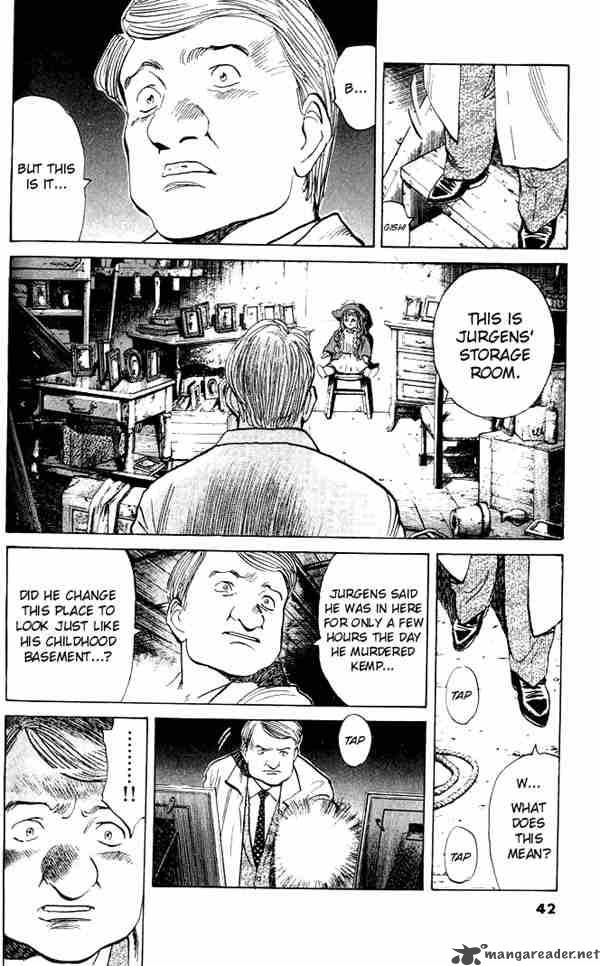 GISHI
B...
BUT THIS
IS IT...
THIS IS
JURGENS'
STORAGE
ROOM.
TAP
W...
WHAT
DOES
THIS
MEAN?
TAP
JURGENS SAID
HE WAS IN HERE
FOR ONLY A FEW
HOURS THE DAY
HE MURDERED
KEMP...
DID HE CHANGE
THIS PLACE TO
LOOK JUST LIKE
HIS CHILDHOOD
BASEMENT...?
TAP
........!!
42
mangareader.net